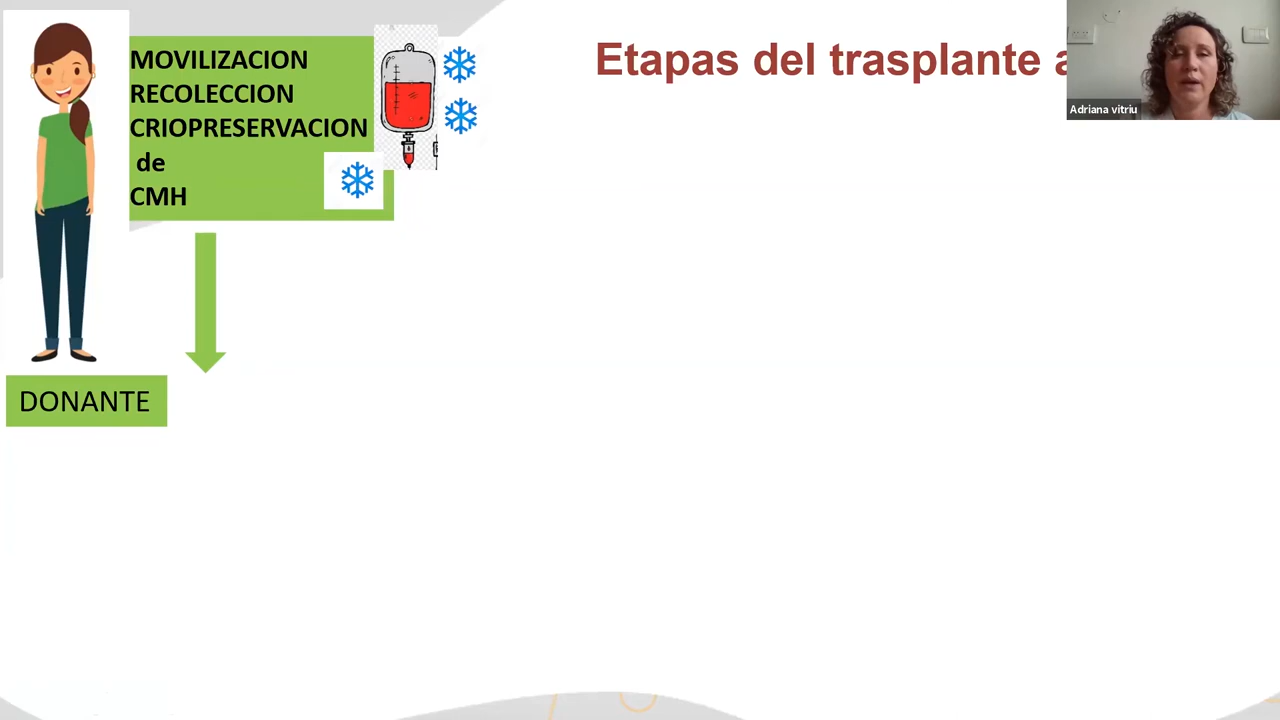 MOVILIZACION
RECOLECCION
CRIOPRESERVACION
de
CMH
Etapas del trasplante a
Adriana vitriu
DONANTE